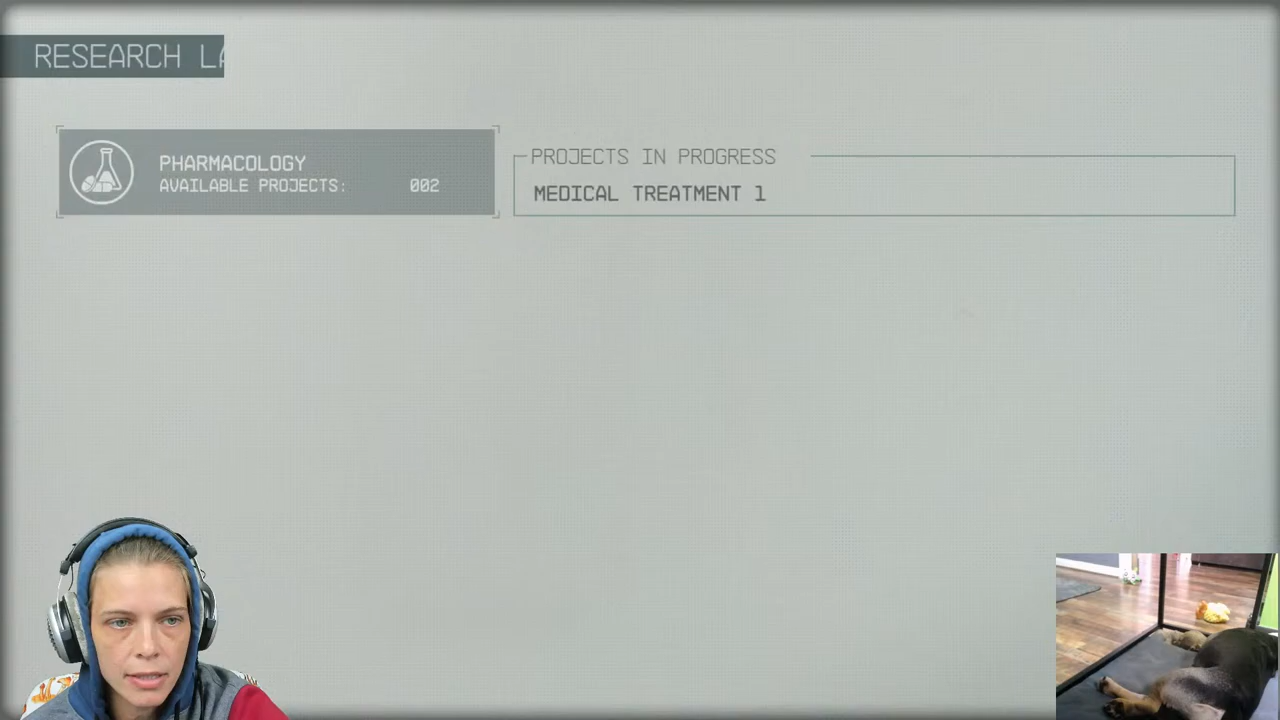 RESEARCH LA
PHARMACOLOGY
AVAILABLE PROJECTS: 002
PROJECTS IN PROGRESS
MEDICAL TREATMENT 1